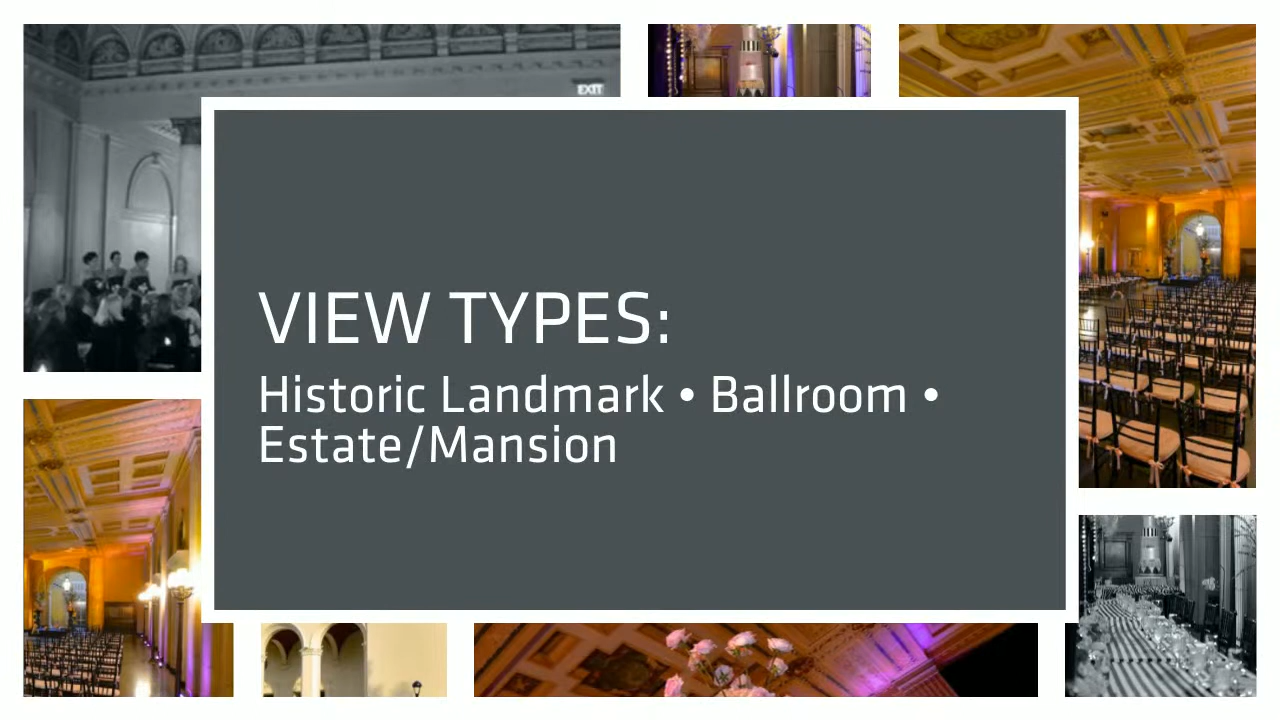 EXIT
VIEW TYPES:
Historic Landmark • Ballroom •
Estate/Mansion